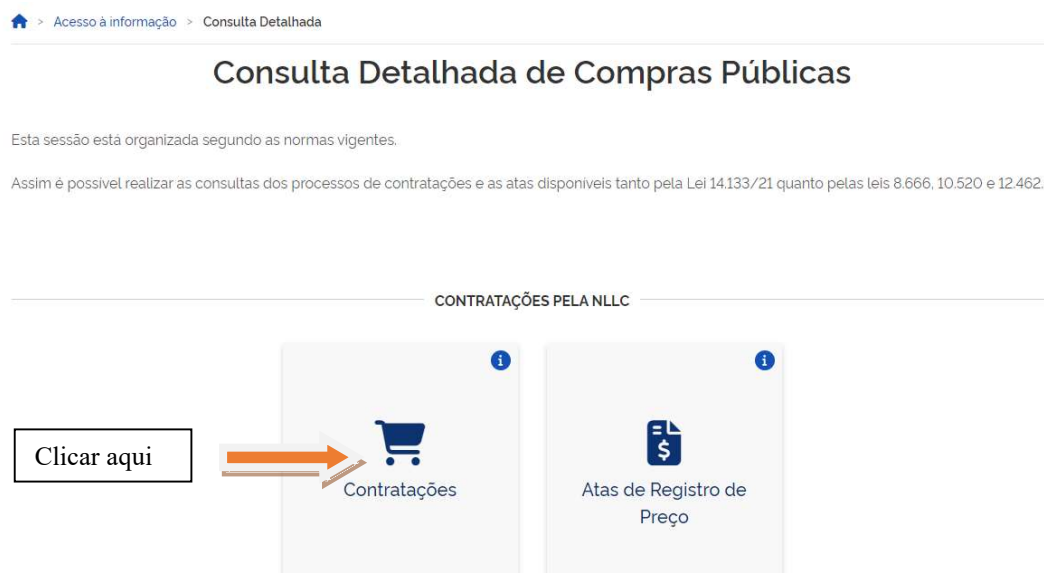 > Acesso à informação > Consulta Detalhada
Consulta Detalhada de Compras Públicas
Esta sessão está organizada segundo as normas vigentes.
Assim é possível realizar as consultas dos processos de contratações e as atas disponíveis tanto pela Lei 14.133/21 quanto pelas leis 8.666, 10.520 e 12.462.
CONTRATAÇÕES PELA NLLC
Clicar aqui
Contratações
Atas de Registro de
Preço